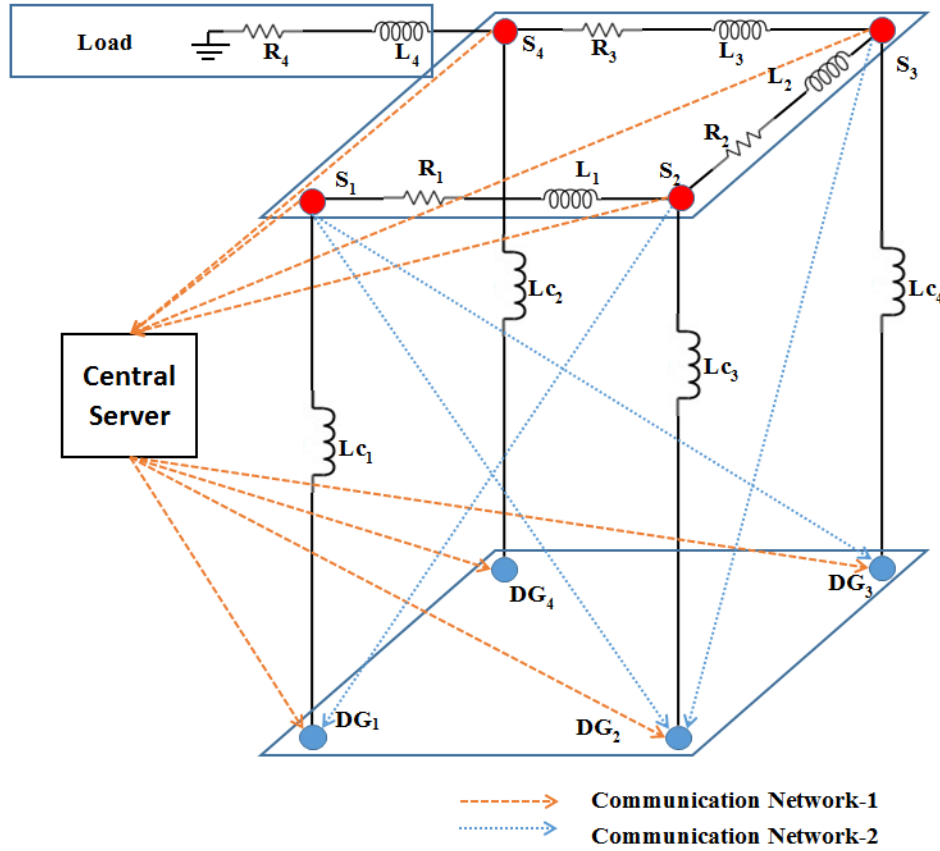 Load
R₄
L₄
S₄
R₃
L₃
S₃
L₂
R₂
S₁
R₁
L₁
S₂
Lc₂
Lc₄
Lc₃
Central
Server
Lc₁
DG₄
DG₃
DG₁
DG₂
Communication Network-1
Communication Network-2